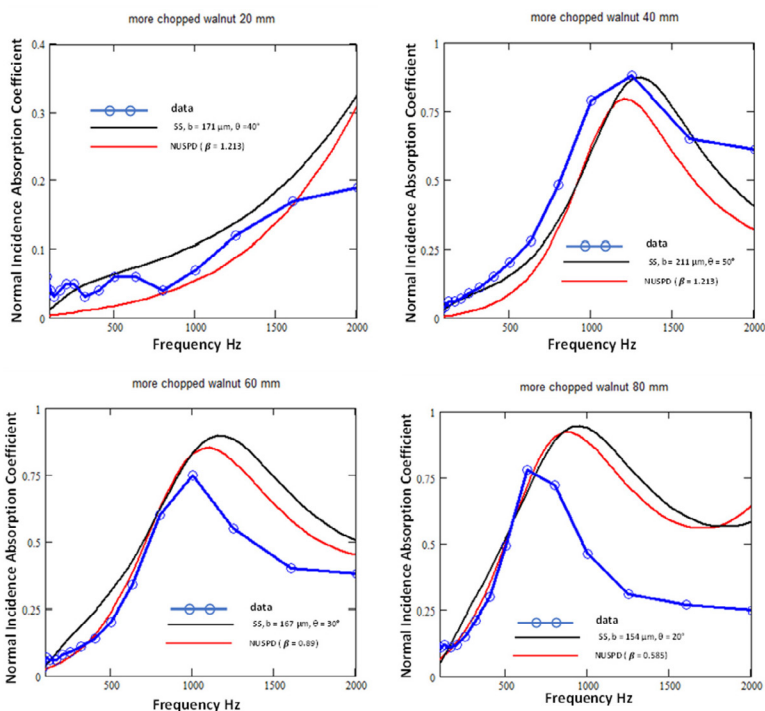 more chopped walnut 20 mm
Normal Incidence Absorption Coefficient
0.4
0.3
0.2
0.1
0
data
SS, b = 171 µm, θ =40°
NUSPD ( β = 1.213)
500
1000
1500
2000
Frequency Hz
more chopped walnut 40 mm
Normal Incidence Absorption Coefficient
1
0.75
0.5
0.25
0
data
SS, b = 211 µm, θ = 50°
NUSPD ( β = 1.213)
500
1000
1500
2000
Frequency Hz
more chopped walnut 60 mm
Normal Incidence Absorption Coefficient
1
0.75
0.5
0.25
0
data
SS, b = 167 µm, θ = 30°
NUSPD ( β = 0.89)
500
1000
1500
2000
Frequency Hz
more chopped walnut 80 mm
Normal Incidence Absorption Coefficient
1
0.75
0.5
0.25
0
data
SS, b = 154 µm, θ = 20°
NUSPD ( β = 0.585)
500
1000
1500
2000
Frequency Hz